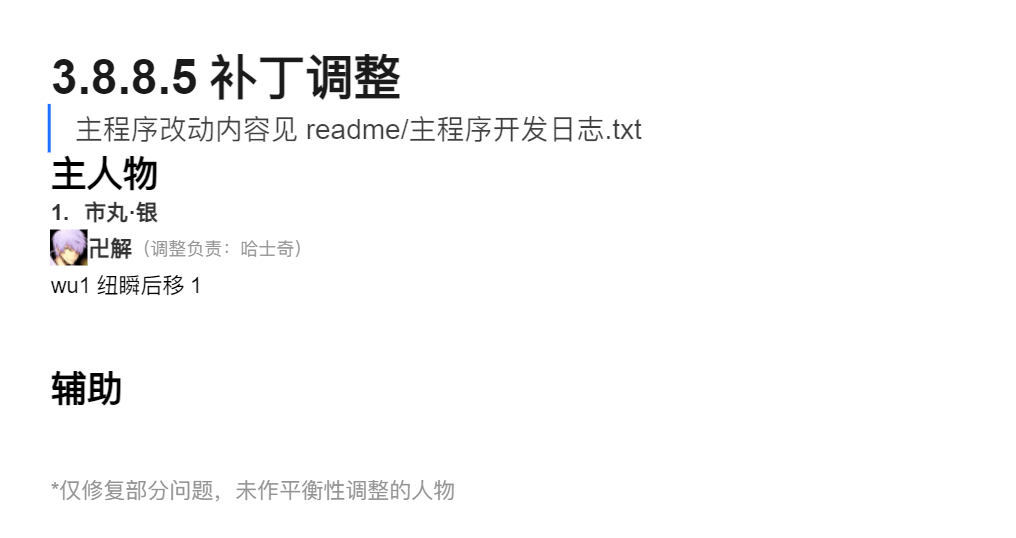 3.8.8.5 补丁调整
主程序改动内容见 readme/主程序开发日志.txt
主人物
1. 市丸·银
卍解（调整负责：哈士奇）
wu1 纽瞬后移 1
辅助
*仅修复部分问题，未作平衡性调整的人物